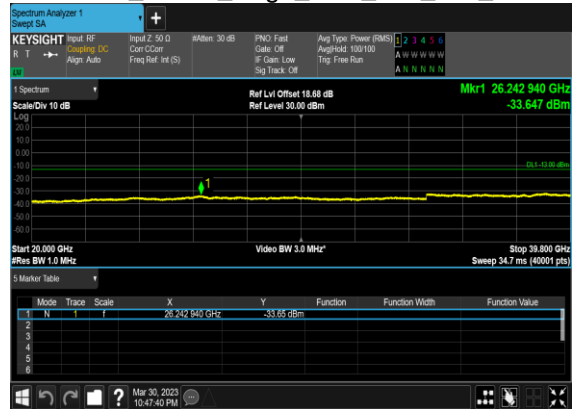 Spectrum Analyzer 1
Swept SA
KEYSIGHT Input: RF Input Z: 50 Ω #Atten: 30 dB PNO: Fast Avg Type: Power (RMS) 1 2 3 4 5 6
R T Coupling: DC Corr CCorr Gate: Off Avg|Hold: 100/100 A W W W W W
Align: Auto Freq Ref: Int (S) IF Gain: Low Trig: Free Run
Sig Track: Off A N N N N N
1 Spectrum Ref Lvl Offset 18.68 dB Mkr1 26.242 940 GHz
Scale/Div 10 dB Ref Level 30.00 dBm -33.647 dBm
Log
20.0
10.0
0.00
-10.0
DL1 -13.00 dBm
-20.0
1
-30.0
-40.0
-50.0
-60.0
Start 20.000 GHz Video BW 3.0 MHz* Stop 39.800 GHz
#Res BW 1.0 MHz Sweep 34.7 ms (40001 pts)
5 Marker Table
Mode Trace Scale X Y Function Function Width Function Value
1 N 1 f 26.242 940 GHz -33.65 dBm
2
3
4
5
6
Mar 30, 2023
10:47:40 PM